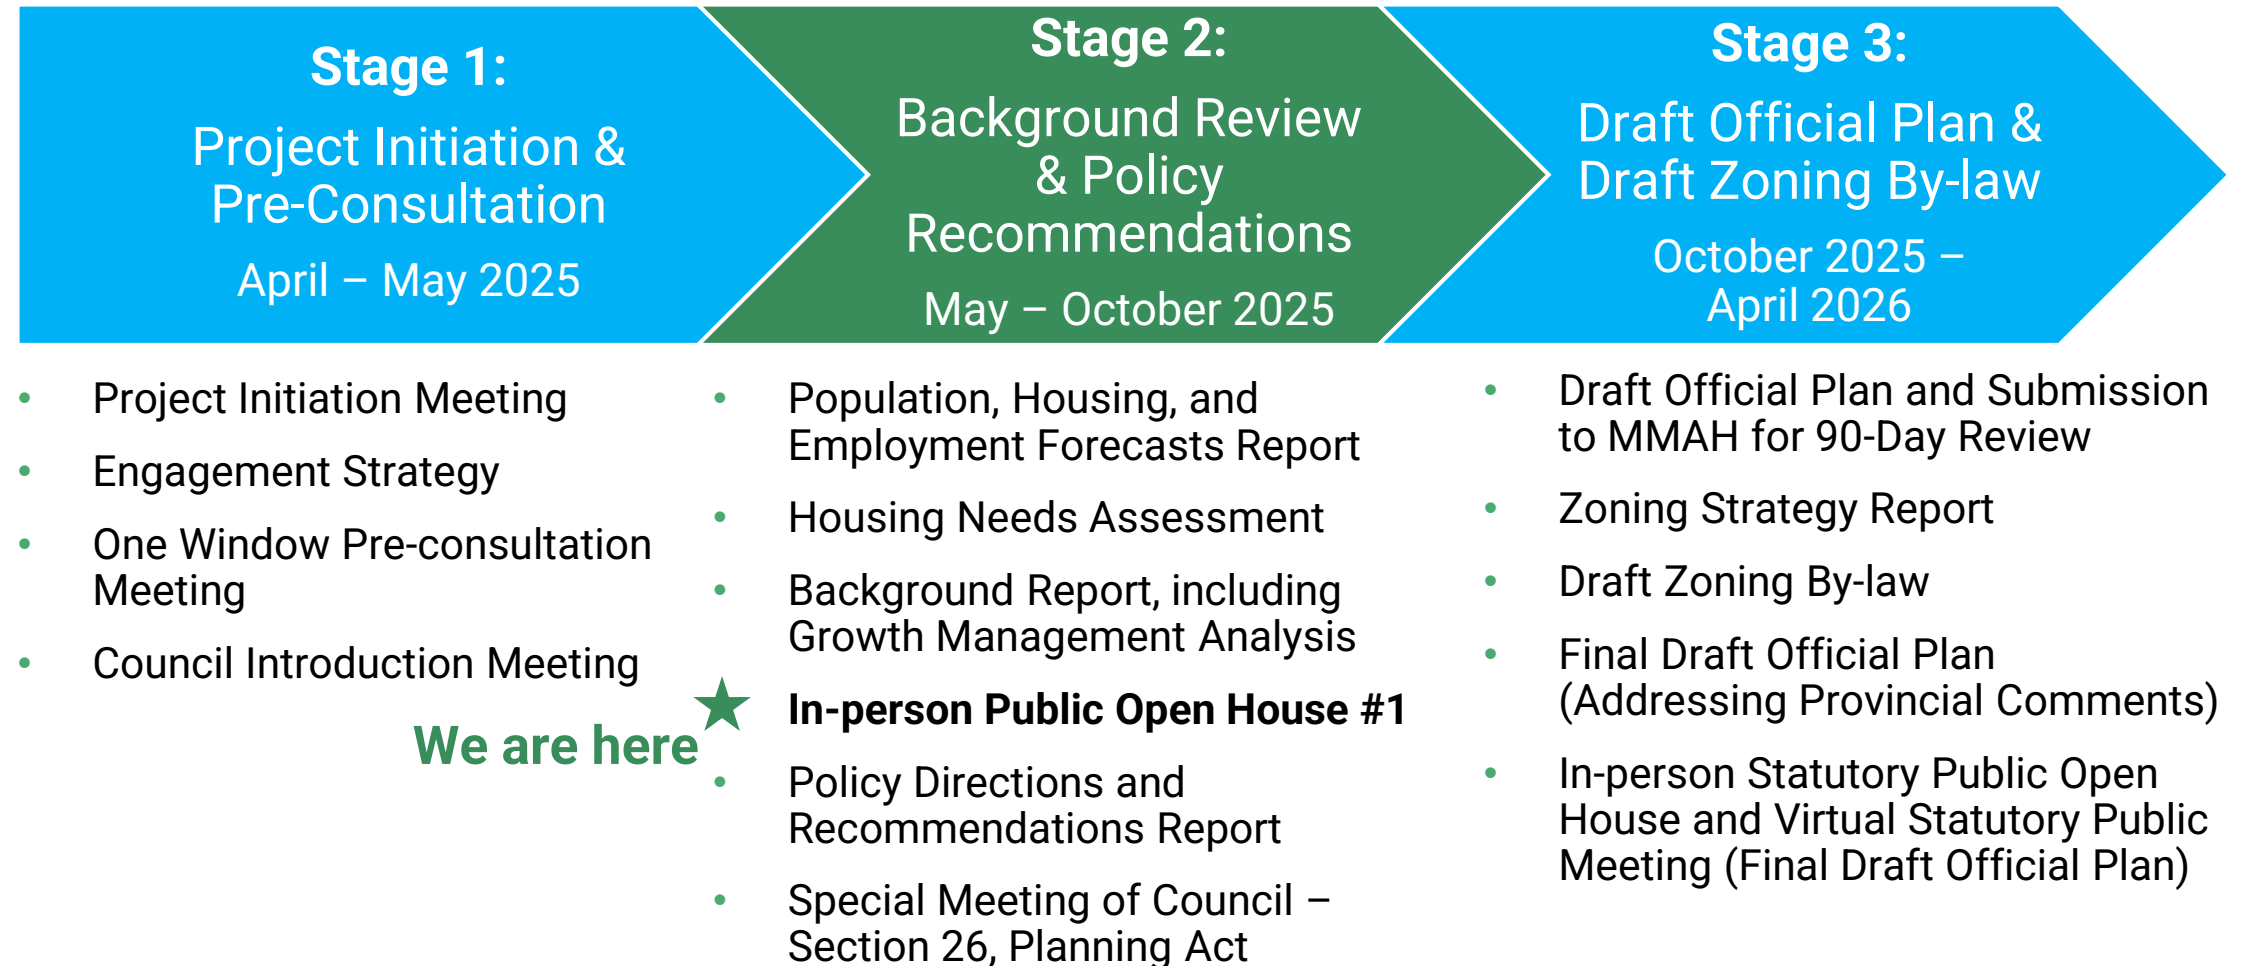 Stage 1:
Project Initiation &
Pre-Consultation
April – May 2025
Stage 2:
Background Review
& Policy
Recommendations
May – October 2025
Stage 3:
Draft Official Plan &
Draft Zoning By-law
October 2025 –
April 2026
• Project Initiation Meeting
• Engagement Strategy
• One Window Pre-consultation
Meeting
• Council Introduction Meeting
We are here
• Population, Housing, and
Employment Forecasts Report
• Housing Needs Assessment
• Background Report, including
Growth Management Analysis
★ In-person Public Open House #1
• Policy Directions and
Recommendations Report
• Special Meeting of Council –
Section 26, Planning Act
• Draft Official Plan and Submission
to MMAH for 90-Day Review
• Zoning Strategy Report
• Draft Zoning By-law
• Final Draft Official Plan
(Addressing Provincial Comments)
• In-person Statutory Public Open
House and Virtual Statutory Public
Meeting (Final Draft Official Plan)